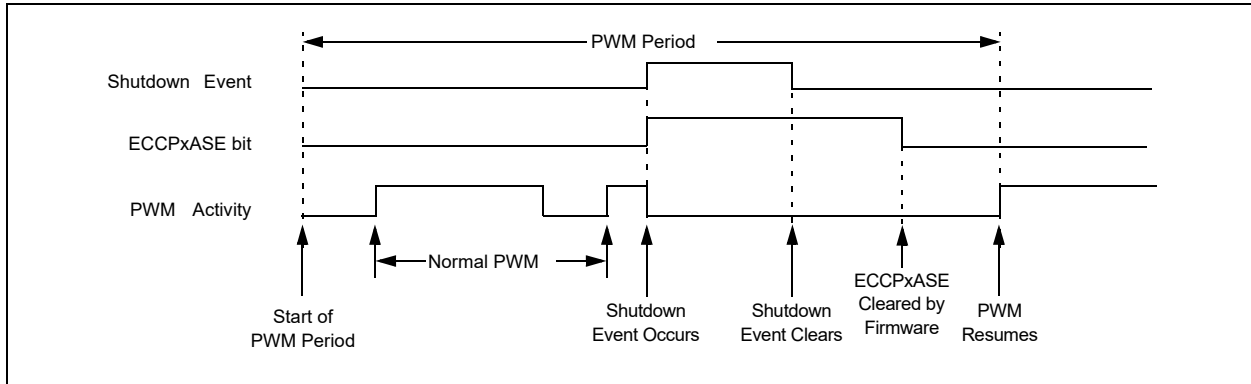 PWM Period
Shutdown Event
ECCPxASE bit
PWM Activity
Normal PWM
Start of
PWM Period
Shutdown
Event Occurs
Shutdown
Event Clears
ECCPxASE
Cleared by
Firmware
PWM
Resumes